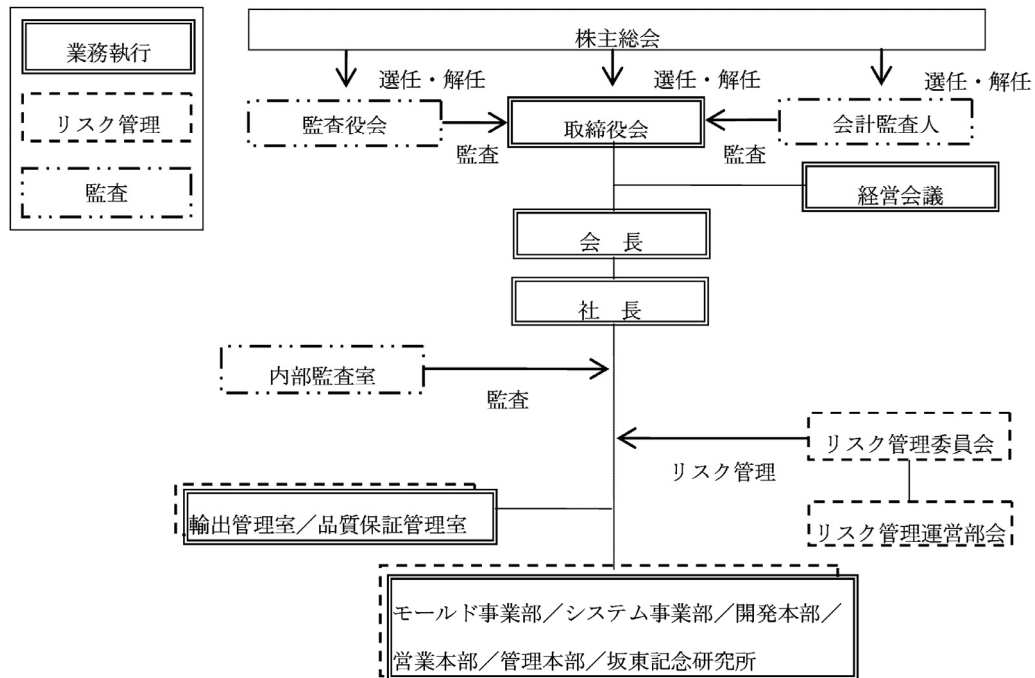 業務執行
リスク管理
監査
株主総会
選任・解任
選任・解任
選任・解任
監査役会
監査
取締役会
監査
会計監査人
経営会議
会 長
社 長
内部監査室
監査
リスク管理委員会
リスク管理
リスク管理運営部会
輸出管理室／品質保証管理室
モールド事業部／システム事業部／開発本部／
営業本部／管理本部／坂東記念研究所